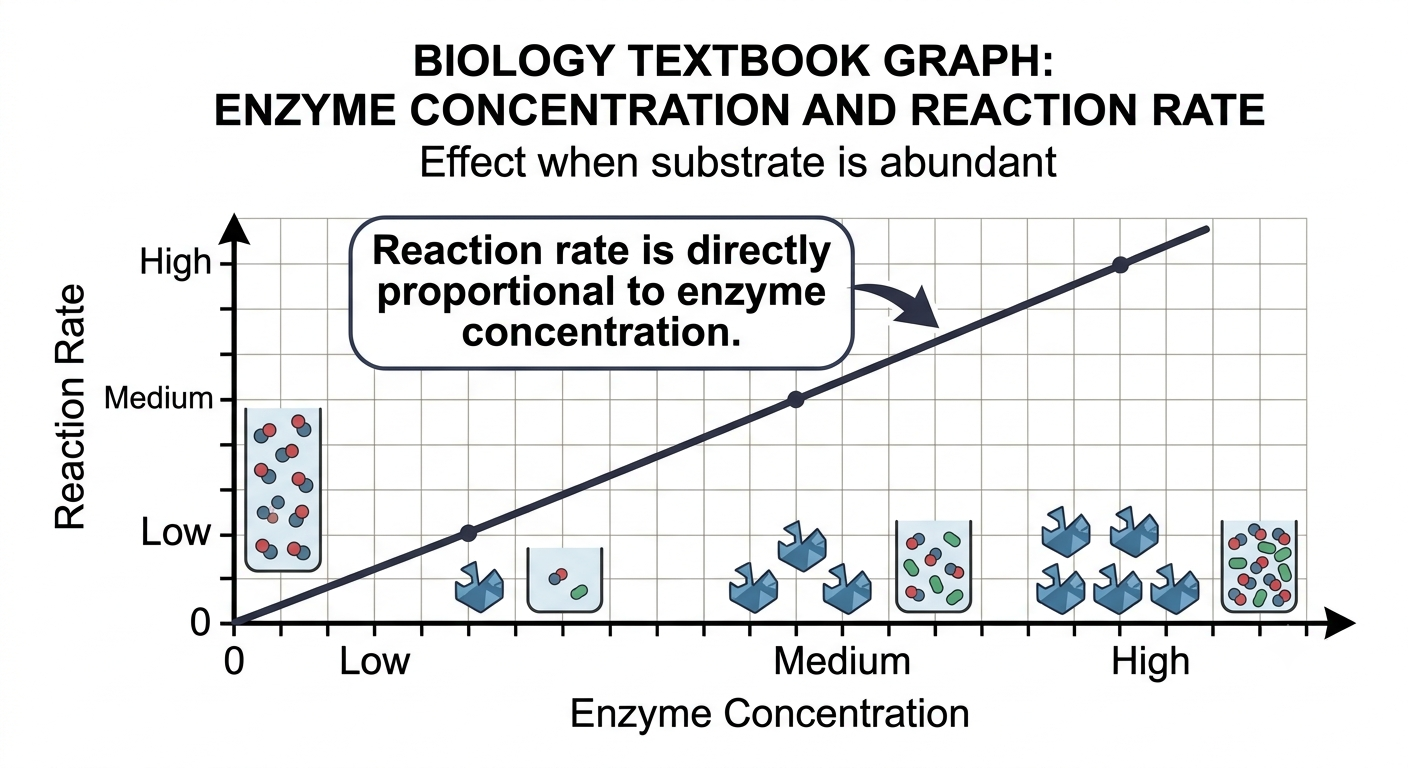 BIOLOGY TEXTBOOK GRAPH:
ENZYME CONCENTRATION AND REACTION RATE
Effect when substrate is abundant
Reaction rate is directly
proportional to enzyme
concentration.
Reaction Rate
High
Medium
Low
0
0
Low
Medium
High
Enzyme Concentration